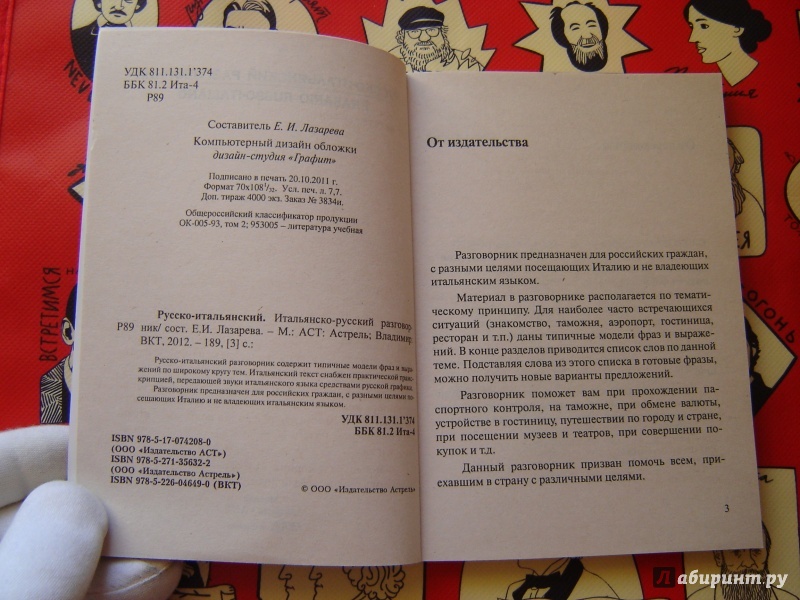 УДК 811.131.1'374
ББК 81.2 Ита-4
Р89
Составитель Е. И. Лазарева
Компьютерный дизайн обложки
дизайн-студия «Графит»
Подписано в печать 20.10.2011 г.
Формат 70х108¹/₃₂. Усл. печ. л. 7,7.
Доп. тираж 4000 экз. Заказ № 3834и.
Общероссийский классификатор продукции
ОК-005-93, том 2; 953005 – литература учебная
Русско-итальянский. Итальянско-русский разговор
Р89 ник/ сост. Е.И. Лазарева. – М.: АСТ: Астрель; Владимир:
ВКТ, 2012. – 189, [3] с.:
Русско-итальянский разговорник содержит типичные модели фраз и выра
жений по широкому кругу тем. Итальянский текст снабжен практической транс
крипцией, передающей звуки итальянского языка средствами русской графики.
Разговорник предназначен для российских граждан, с разными целями по
сещающих Италию и не владеющих итальянским языком.
УДК 811.131.1'374
ББК 81.2 Ита-4
ISBN 978-5-17-074208-0
(ООО «Издательство АСТ»)
ISBN 978-5-271-35632-2
(ООО «Издательство Астрель»)
ISBN 978-5-226-04649-0 (ВКТ)
© ООО «Издательство Астрель»
От издательства
Разговорник предназначен для российских граждан,
с разными целями посещающих Италию и не владеющих
итальянским языком.
Материал в разговорнике располагается по темати-
ческому принципу. Для наиболее часто встречающихся
ситуаций (знакомство, таможня, аэропорт, гостиница,
ресторан и т.п.) даны типичные модели фраз и выраже-
ний. В конце разделов приводится список слов по данной
теме. Подставляя слова из этого списка в готовые фразы,
можно получить новые варианты предложений.
Разговорник поможет вам при прохождении па-
спортного контроля, на таможне, при обмене валюты,
устройстве в гостиницу, путешествии по городу и стране,
при посещении музеев и театров, при совершении по-
купок и т.д.
Данный разговорник призван помочь всем, при-
ехавшим в страну с различными целями.
3
ВСТРЕТИМСЯ
ОГОНЬ
NEV
Лабиринт.ру